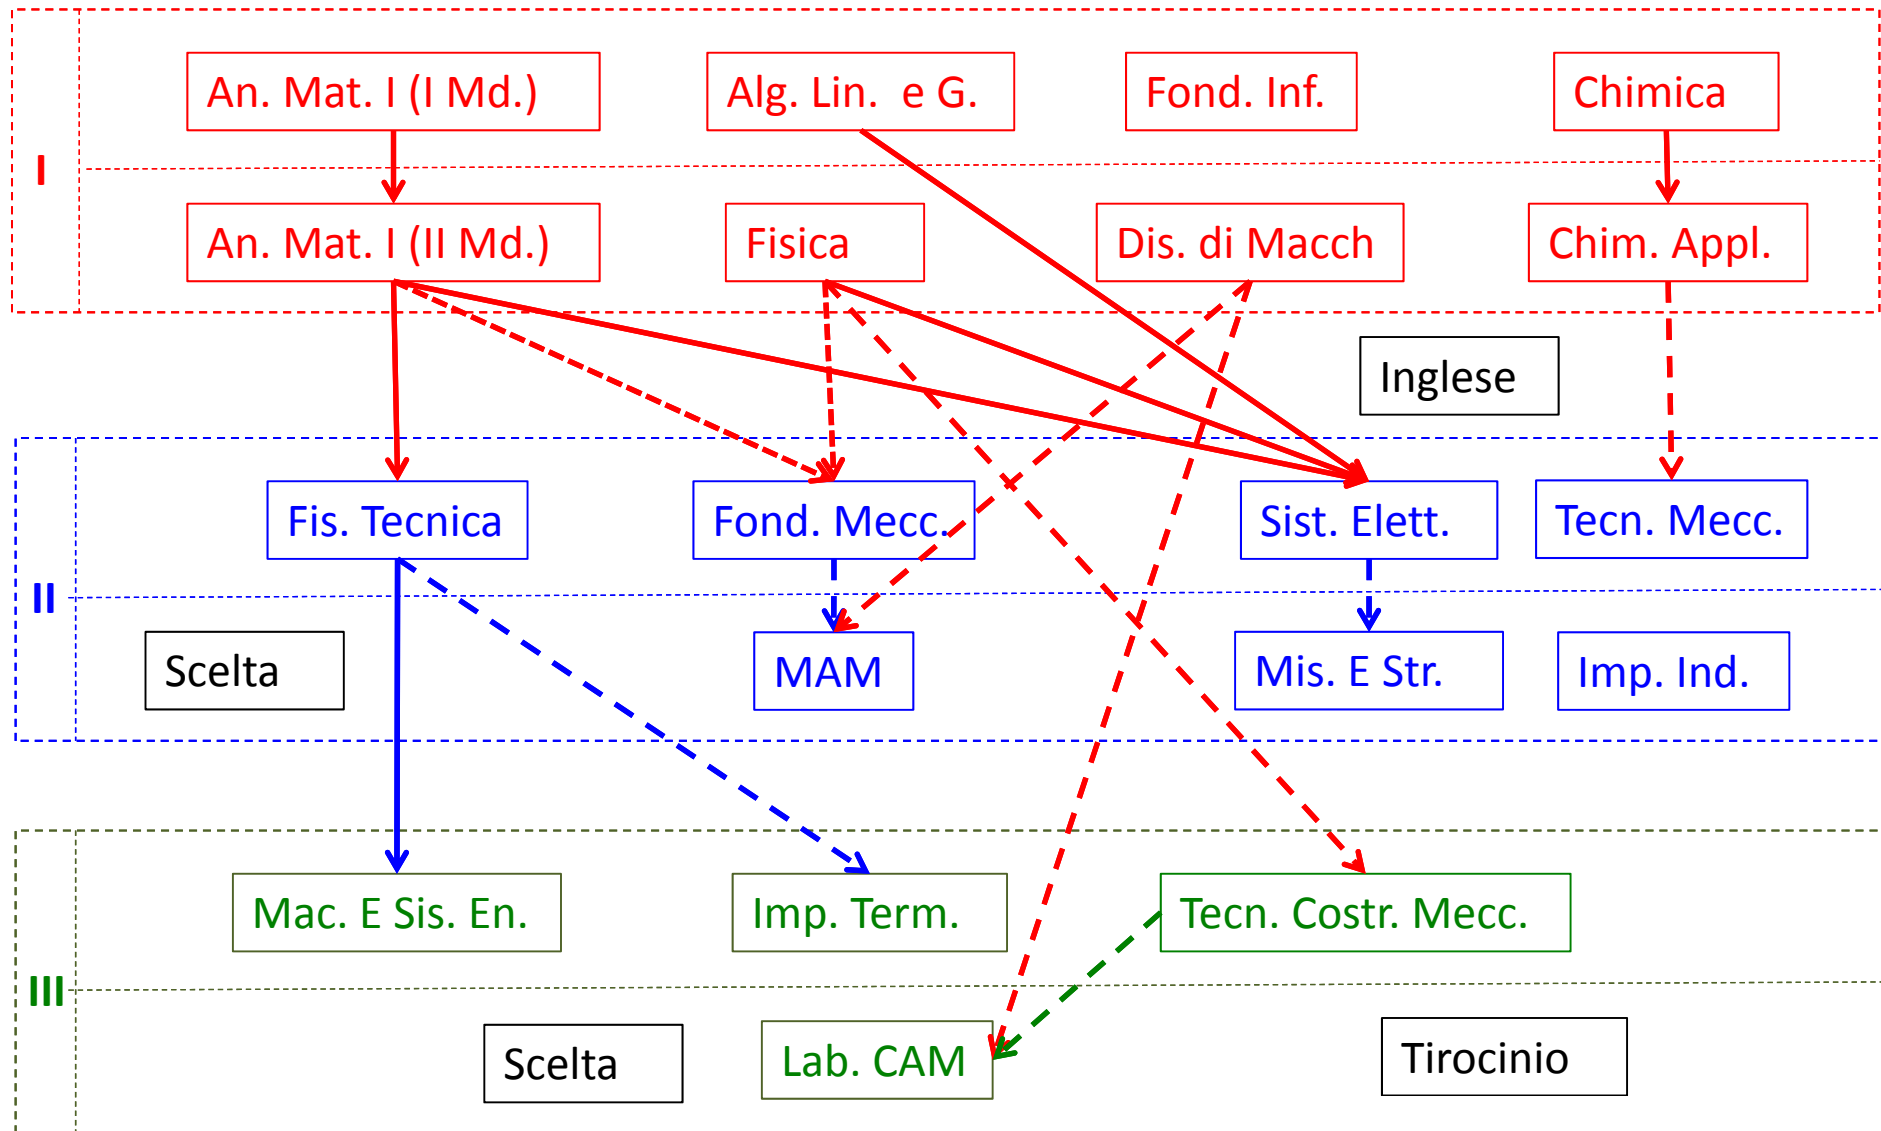 An. Mat. I (I Md.)
Alg. Lin. e G.
Fond. Inf.
Chimica
I
An. Mat. I (II Md.)
Fisica
Dis. di Macch
Chim. Appl.
Inglese
Fis. Tecnica
Fond. Mecc.
Sist. Elett.
Tecn. Mecc.
II
Scelta
MAM
Mis. E Str.
Imp. Ind.
Mac. E Sis. En.
Imp. Term.
Tecn. Costr. Mecc.
III
Scelta
Lab. CAM
Tirocinio